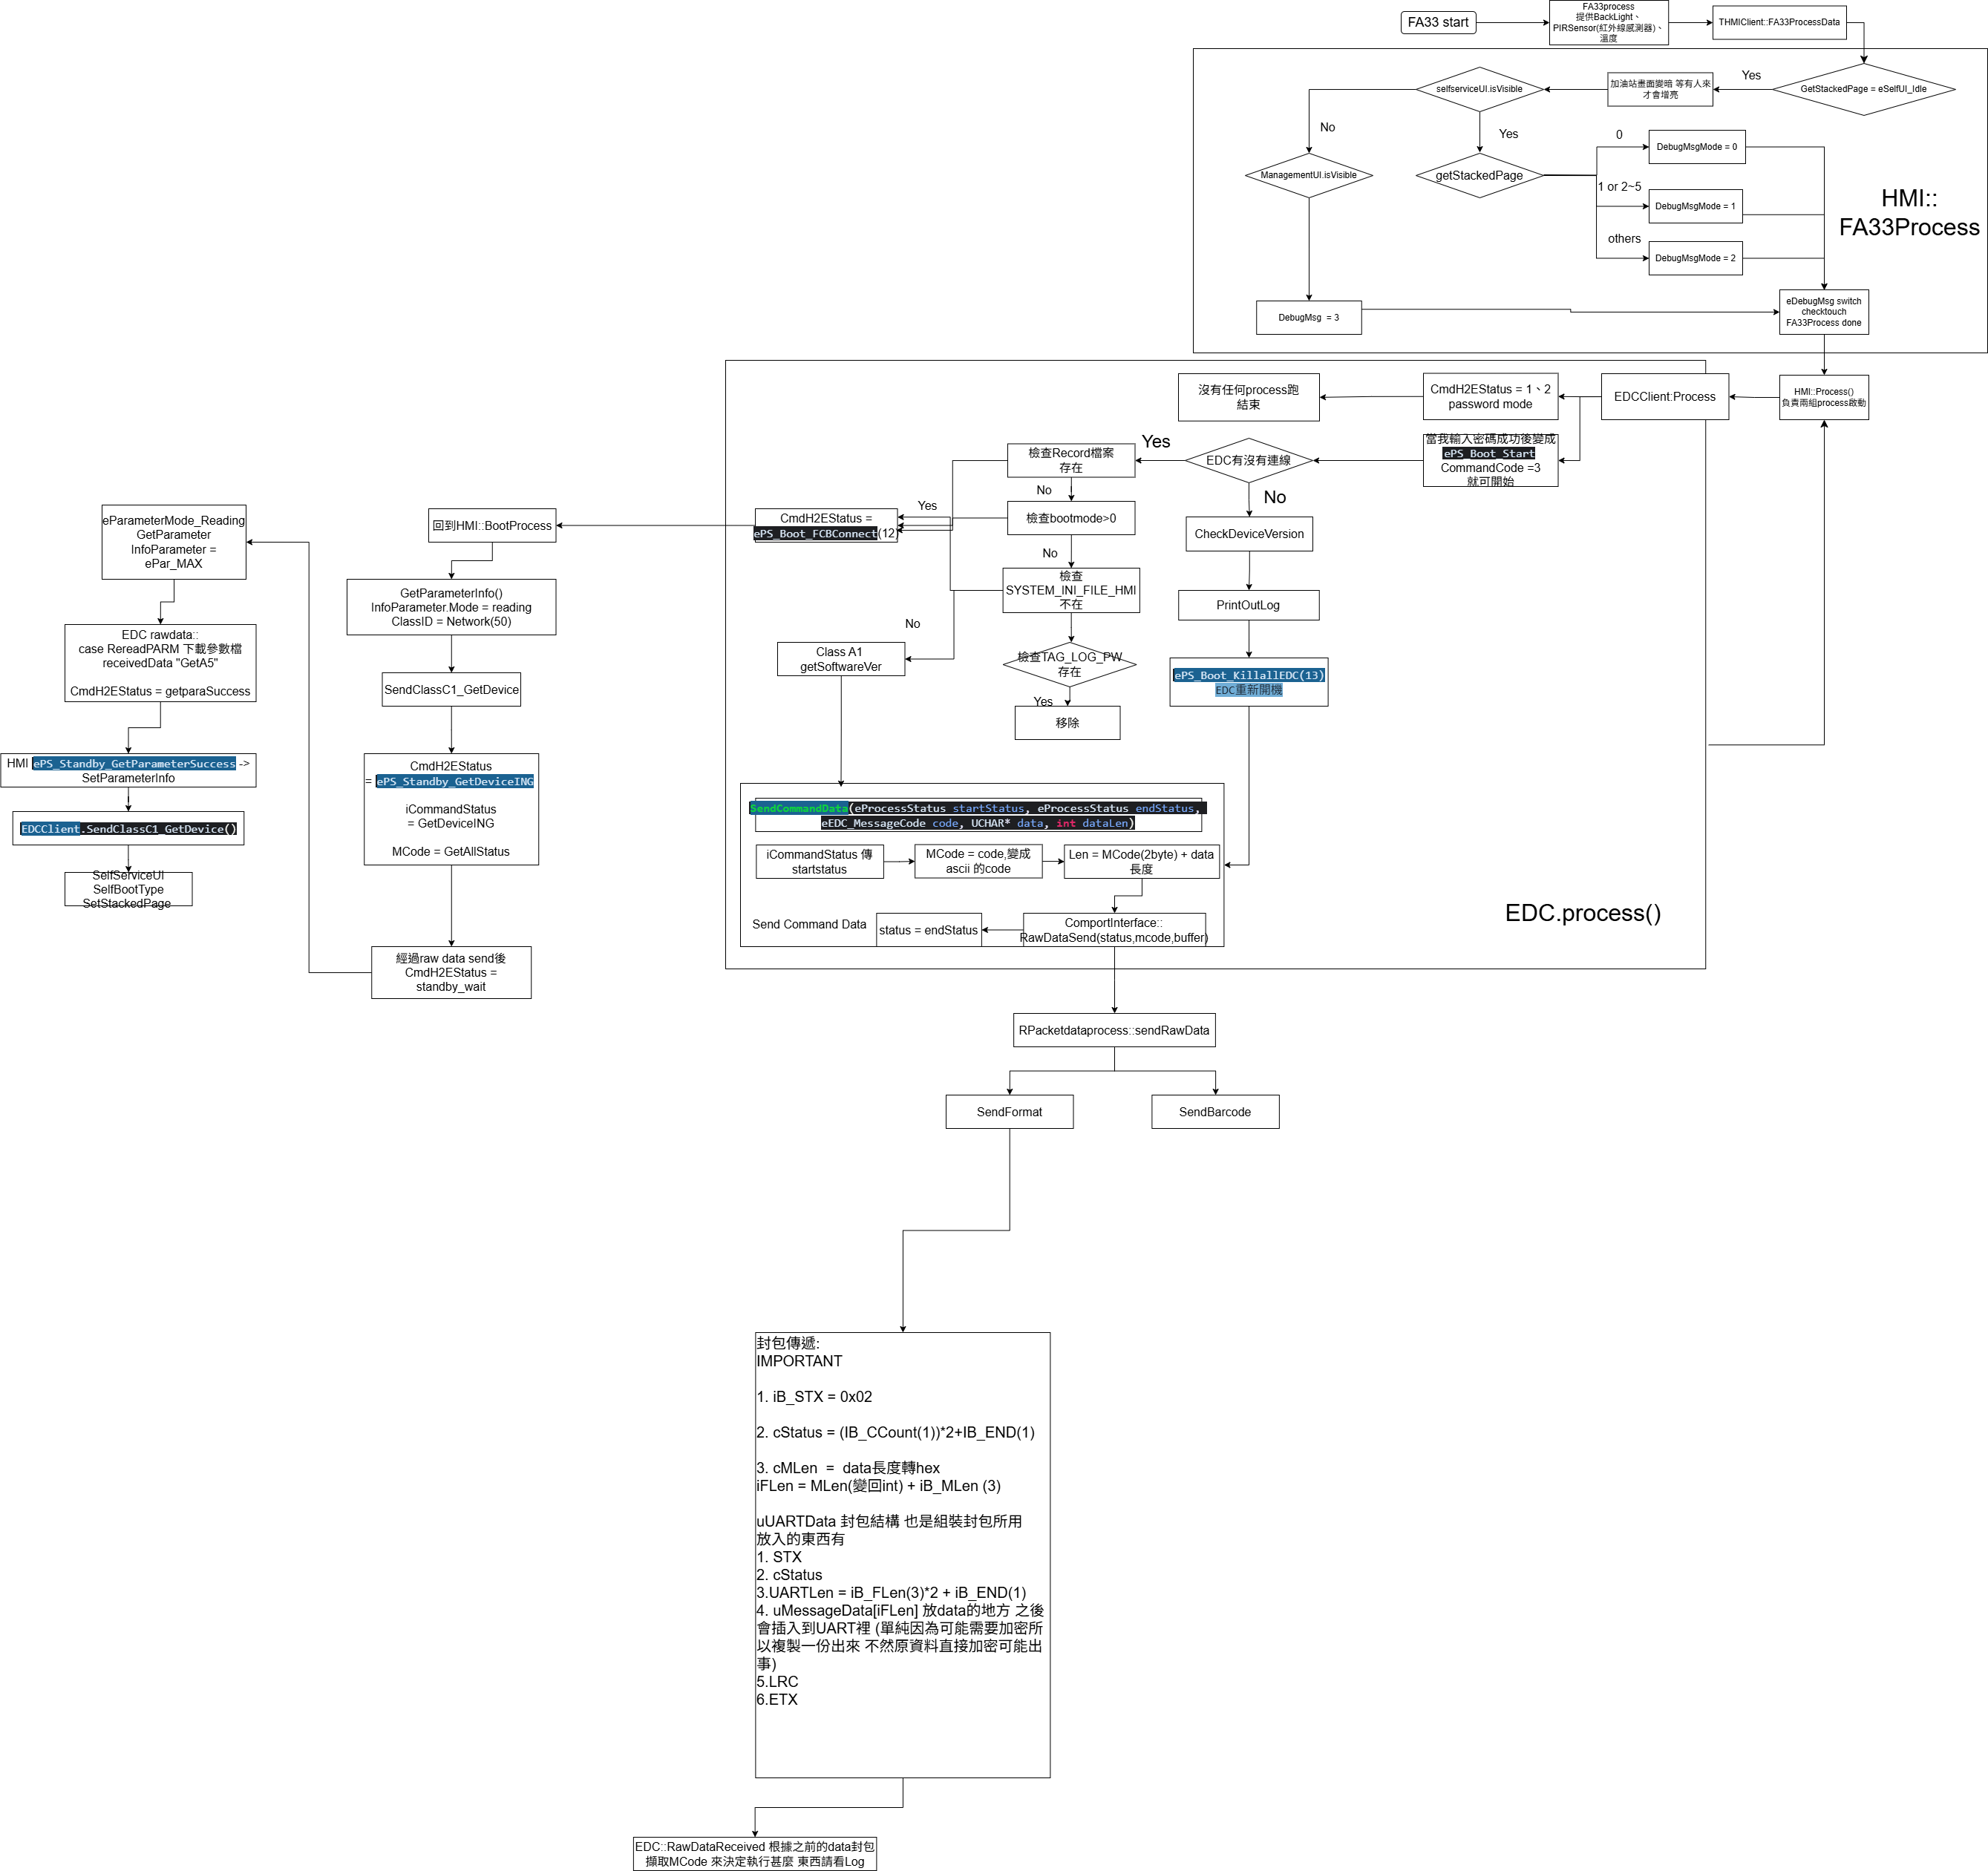 FA33 start
FA33process
提供BackLight、
PIRSensor(紅外線感測器)、
溫度
THMIClient::FA33ProcessData
GetStackedPage = eSelfUI_Idle
Yes
加油站畫面變暗 等有人來
才會增亮
selfserviceUI.isVisible
No
Yes
ManagementUI.isVisible
getStackedPage
0
DebugMsgMode = 0
1 or 2~5
DebugMsgMode = 1
others
DebugMsgMode = 2
HMI::
FA33Process
DebugMsg = 3
eDebugMsg switch
checktouch
FA33Process done
HMI::Process()
負責兩組process啟動
EDCClient:Process
CmdH2EStatus = 1、2
password mode
沒有任何process跑
結束
當我輸入密碼成功後變成
ePS_Boot_Start
CommandCode =3
就可開始
EDC有沒有連線
Yes
No
檢查Record檔案
存在
No
檢查bootmode>0
Yes
No
檢查
SYSTEM_INI_FILE_HMI
不在
No
檢查TAG_LOG_PW
存在
Yes
移除
CheckDeviceVersion
PrintOutLog
ePS_Boot_KillallEDC(13)
EDC重新開機
CmdH2EStatus =
ePS_Boot_FCBConnect(12)
Class A1
getSoftwareVer
SendCommandData(eProcessStatus startStatus, eProcessStatus endStatus,
eEDC_MessageCode code, UCHAR* data, int dataLen)
iCommandStatus 傳
startstatus
MCode = code,變成
ascii 的code
Len = MCode(2byte) + data
長度
Send Command Data
status = endStatus
ComportInterface::
RawDataSend(status,mcode,buffer)
EDC.process()
回到HMI::BootProcess
GetParameterInfo()
InfoParameter.Mode = reading
ClassID = Network(50)
SendClassC1_GetDevice
CmdH2EStatus
= ePS_Standby_GetDeviceING
iCommandStatus
= GetDeviceING
MCode = GetAllStatus
經過raw data send後
CmdH2EStatus =
standby_wait
eParameterMode_Reading
GetParameter
InfoParameter =
ePar_MAX
EDC rawdata::
case RereadPARM 下載參數檔
receivedData "GetA5"
CmdH2EStatus = getparaSuccess
HMI ePS_Standby_GetParameterSuccess ->
SetParameterInfo
EDCClient.SendClassC1_GetDevice()
SelfServiceUI
SelfBootType
SetStackedPage
RPacketdataprocess::sendRawData
SendFormat
SendBarcode
封包傳遞:
IMPORTANT
1. iB_STX = 0x02
2. cStatus = (IB_CCount(1))*2+IB_END(1)
3. cMLen = data長度轉hex
iFLen = MLen(變回int) + iB_MLen (3)
uUARTData 封包結構 也是組裝封包所用
放入的東西有
1. STX
2. cStatus
3.UARTLen = iB_FLen(3)*2 + iB_END(1)
4. uMessageData[iFLen] 放data的地方 之後
會插入到UART裡 (單純因為可能需要加密所
以複製一份出來 不然原資料直接加密可能出
事)
5.LRC
6.ETX
EDC::RawDataReceived 根據之前的data封包
擷取MCode 來決定執行甚麼 東西請看Log